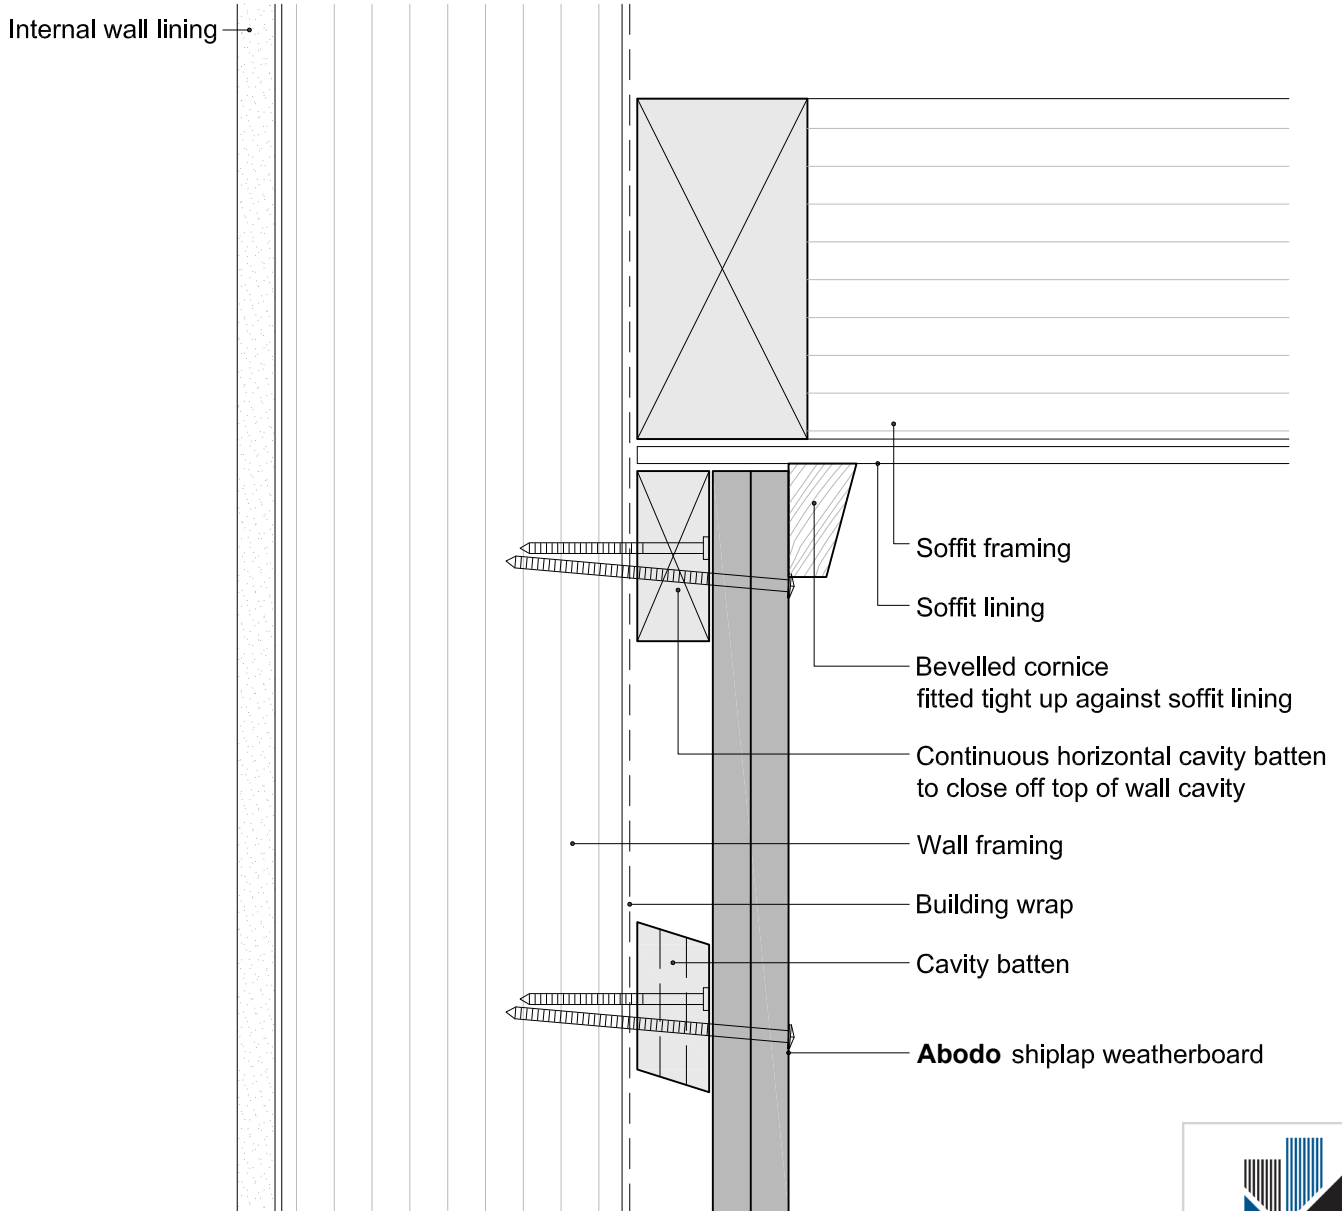 Internal wall lining
Soffit framing
Soffit lining
Bevelled cornice
fitted tight up against soffit lining
Continuous horizontal cavity batten
to close off top of wall cavity
Wall framing
Building wrap
Cavity batten
Abodo shiplap weatherboard